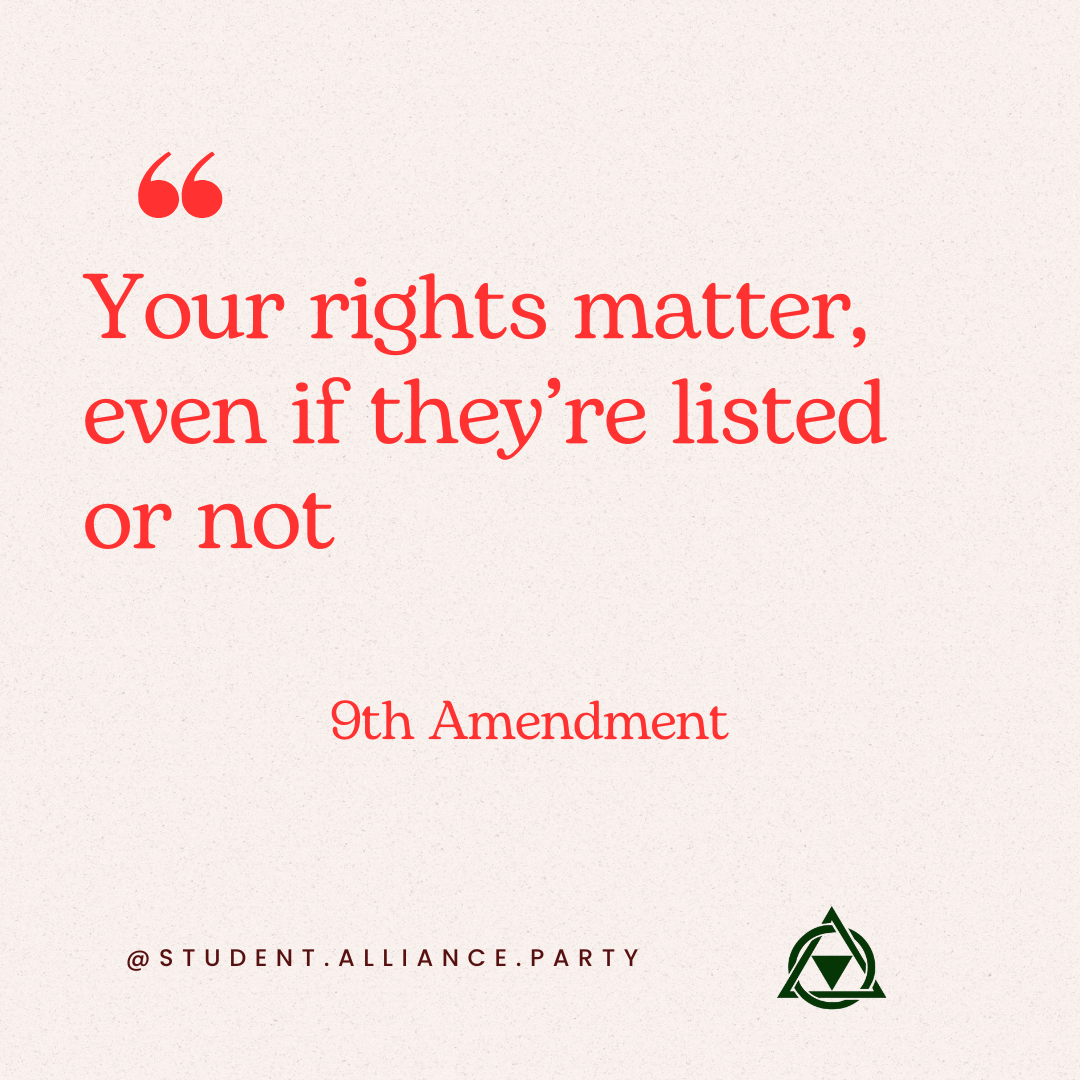 “
Your rights matter,
even if they’re listed
or not
9th Amendment
@STUDENT.ALLIANCE.PARTY